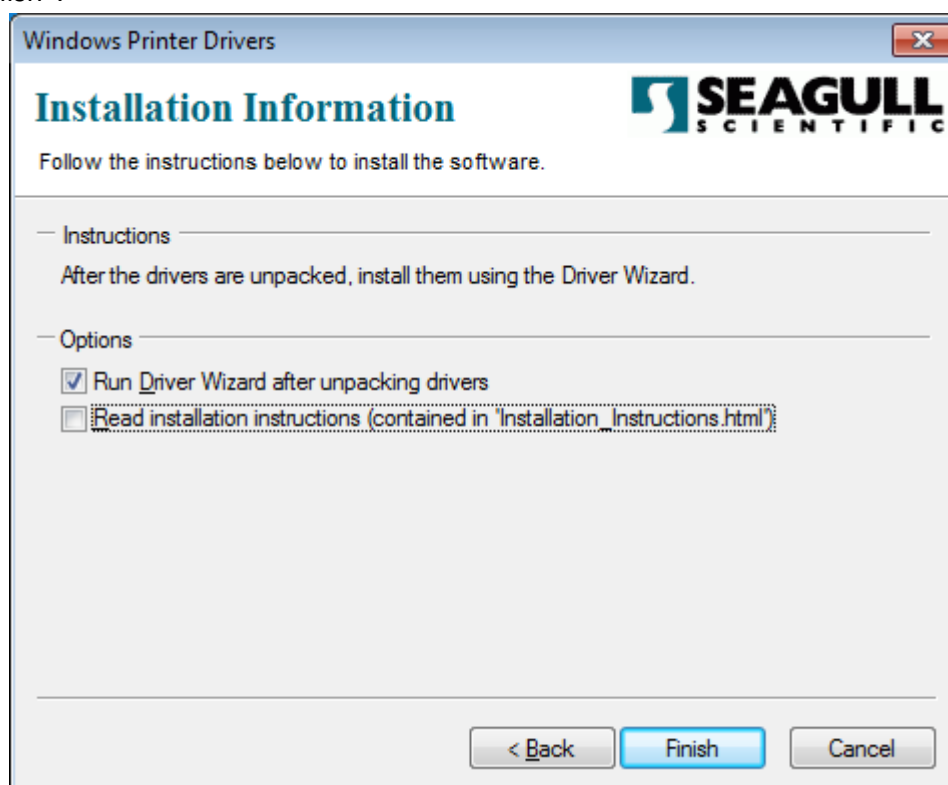 Windows Printer Drivers
Installation Information
SEAGULL
SCIENTIFIC
Follow the instructions below to install the software.
Instructions
After the drivers are unpacked, install them using the Driver Wizard.
Options
Run Driver Wizard after unpacking drivers
Read installation instructions (contained in 'Installation_Instructions.html')
< Back
Finish
Cancel